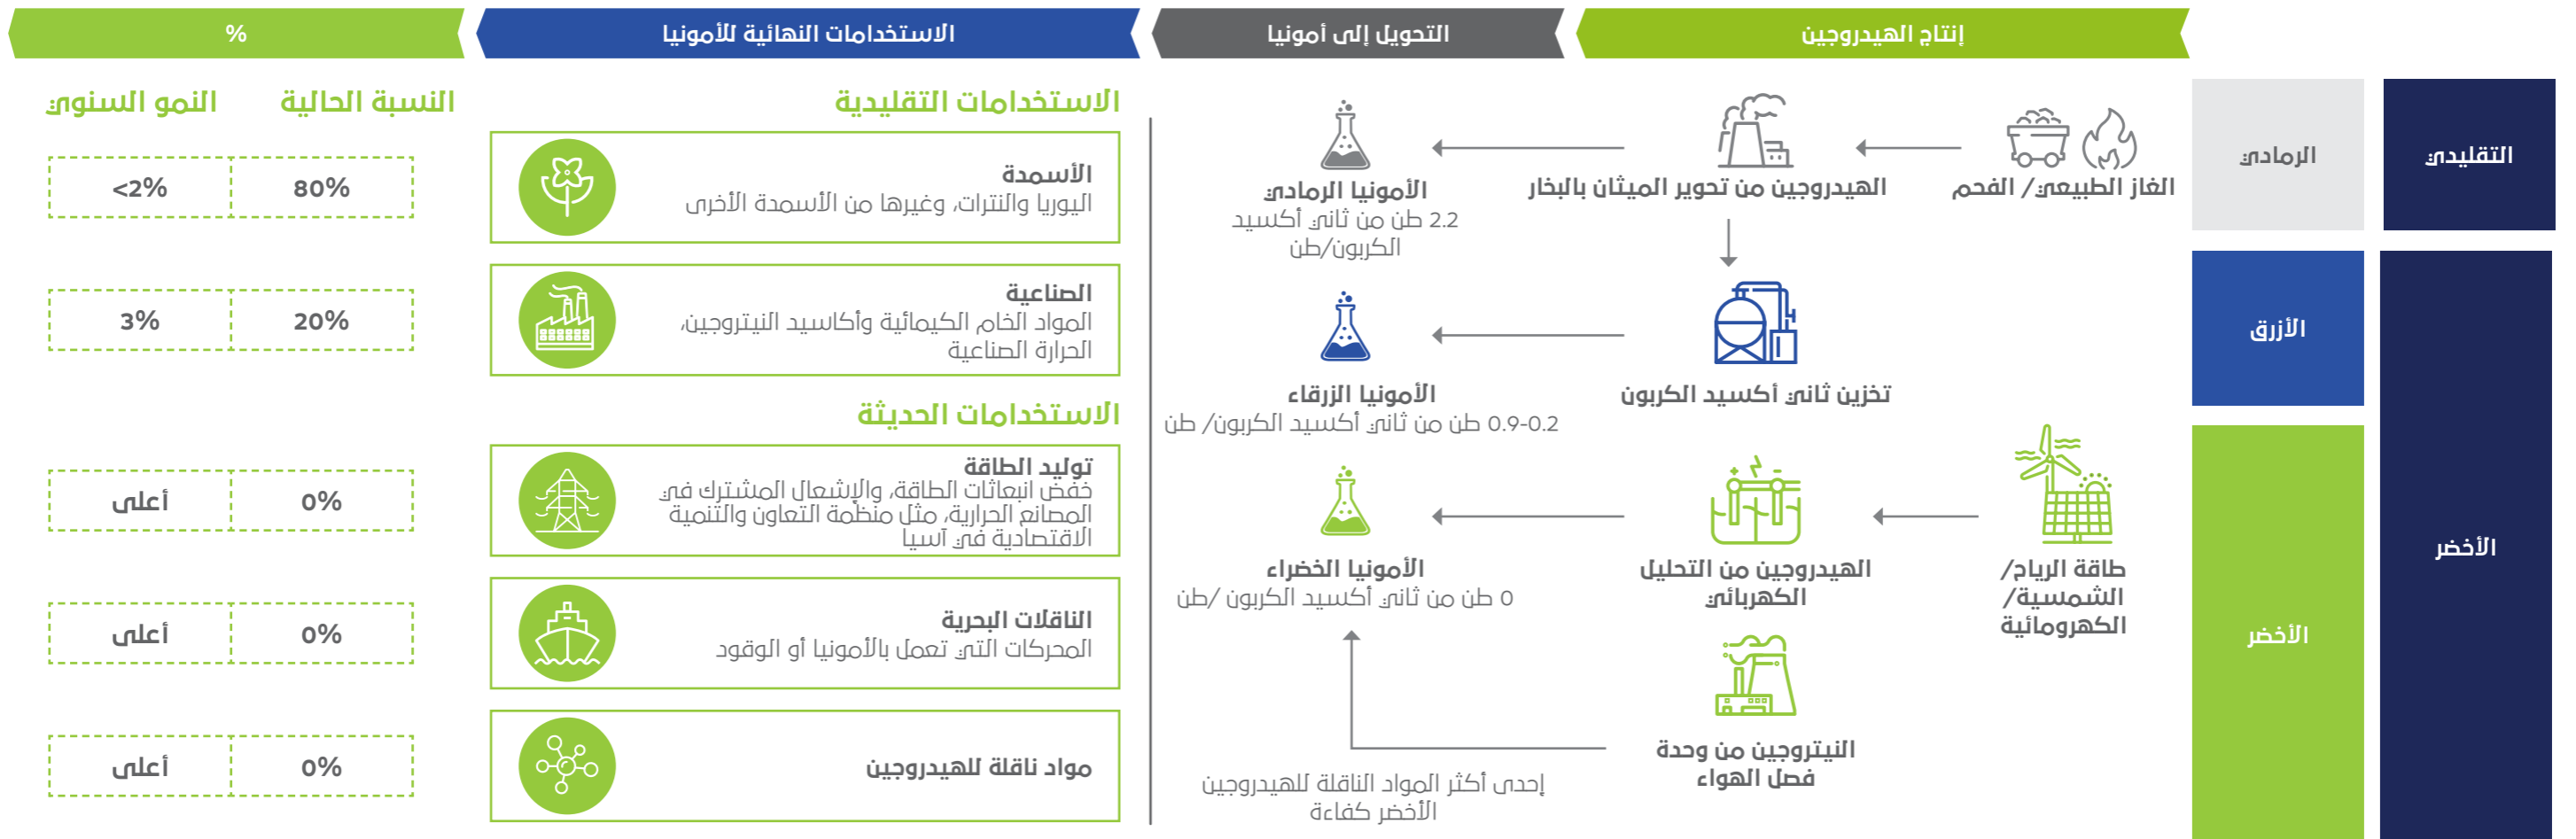 إنتاج الهيدروجين
التحويل إلى أمونيا
الاستخدامات النهائية للأمونيا
%
التقليدي
الرمادي
الغاز الطبيعي/ الفحم
الهيدروجين من تحوير الميثان بالبخار
الأمونيا الرمادي
2.2 طن من ثاني أكسيد
الكربون/طن
الأخضر
الأزرق
تخزين ثاني أكسيد الكربون
الأمونيا الزرقاء
0.9-0.2 طن من ثاني أكسيد الكربون/ طن
الأخضر
طاقة الرياح/
الشمسية/
الكهرومائية
الهيدروجين من التحليل
الكهربائي
الأمونيا الخضراء
0 طن من ثاني أكسيد الكربون /طن
النيتروجين من وحدة
فصل الهواء
إحدى أكثر المواد الناقلة للهيدروجين
الأخضر كفاءة
الاستخدامات التقليدية
النسبة الحالية
النمو السنوي
الأسمدة
اليوريا والنترات، وغيرها من الأسمدة الأخرى
80%
<2%
الصناعية
المواد الخام الكيمائية وأكاسيد النيتروجين،
الحرارة الصناعية
20%
3%
الاستخدامات الحديثة
توليد الطاقة
خفض انبعاثات الطاقة، والإشعال المشترك في
المصانع الحرارية، مثل منظمة التعاون والتنمية
الاقتصادية في آسيا
0%
أعلى
الناقلات البحرية
المحركات التي تعمل بالأمونيا أو الوقود
0%
أعلى
مواد ناقلة للهيدروجين
0%
أعلى